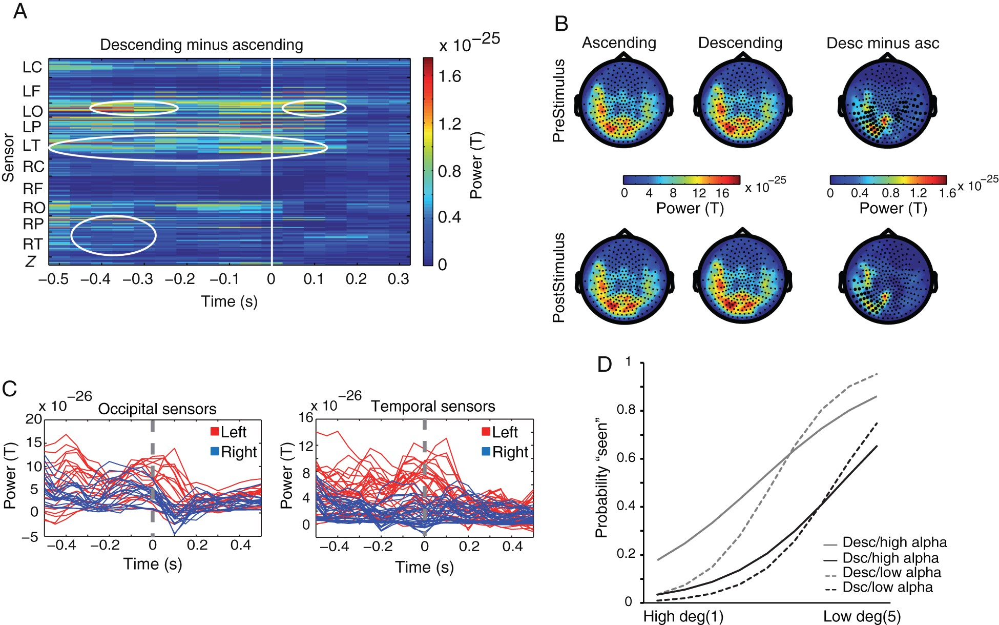 A
Descending minus ascending
x 10−25
LC
LF
LO
LP
LT
RC
RF
RO
RP
RT
Z
Sensor
−0.5 −0.4 −0.3 −0.2 −0.1 0 0.1 0.2 0.3
Time (s)
1.6
1.2
0.8
0.4
0
Power (T)
B
Ascending Descending Desc minus asc
PreStimulus
0 4 8 12 16 x 10−25
Power (T)
0 0.4 0.8 1.2 1.6 x 10−25
Power (T)
PostStimulus
C
x 10−26 Occipital sensors
20
15
10
5
0
−5
Power (T)
Left
Right
−0.4 −0.2 0 0.2 0.4
Time (s)
x 10−26 Temporal sensors
16
12
8
4
0
Power (T)
Left
Right
−0.4 −0.2 0 0.2 0.4
Time (s)
D
1
0.8
0.6
0.4
0.2
0
Probability “seen”
Desc/high alpha
Dsc/high alpha
Desc/low alpha
Dsc/low alpha
High deg(1) Low deg(5)